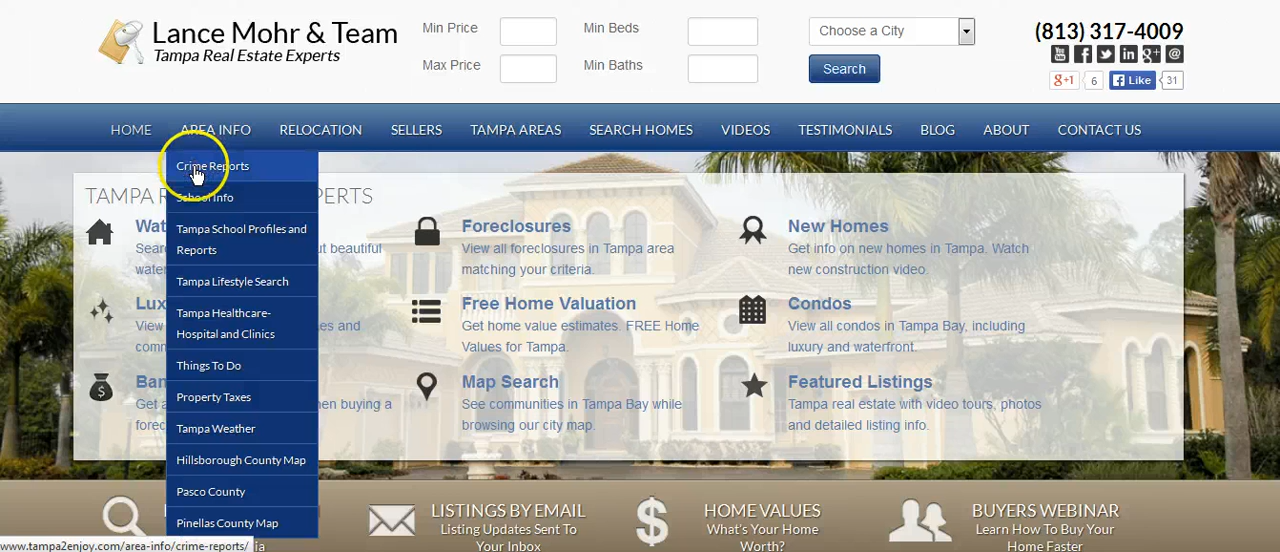 Lance Mohr & Team
Tampa Real Estate Experts
Min Price
Min Beds
Choose a City
Max Price
Min Baths
Search
(813) 317-4009
+1
6
Like
31
HOME
AREA INFO
RELOCATION
SELLERS
TAMPA AREAS
SEARCH HOMES
VIDEOS
TESTIMONIALS
BLOG
ABOUT
CONTACT US
Crime Reports
School Info
Tampa School Profiles and
Reports
Tampa Lifestyle Search
Tampa Healthcare-
Hospital and Clinics
Things To Do
Property Taxes
Tampa Weather
Hillsborough County Map
Pasco County
Pinellas County Map
TAMPA
Foreclosures
View all foreclosures in Tampa area
matching your criteria.
New Homes
Get info on new homes in Tampa. Watch
new construction video.
Free Home Valuation
Get home value estimates. FREE Home
Values for Tampa.
Condos
View all condos in Tampa Bay, including
luxury and waterfront.
Map Search
See communities in Tampa Bay while
browsing our city map.
Featured Listings
Tampa real estate with video tours, photos
and detailed listing info.
LISTINGS BY EMAIL
Listing Updates Sent To
Your Inbox
HOME VALUES
What's Your Home
Worth?
BUYERS WEBINAR
Learn How To Buy Your
Home Faster
www.tampa2enjoy.com/area-info/crime-reports/